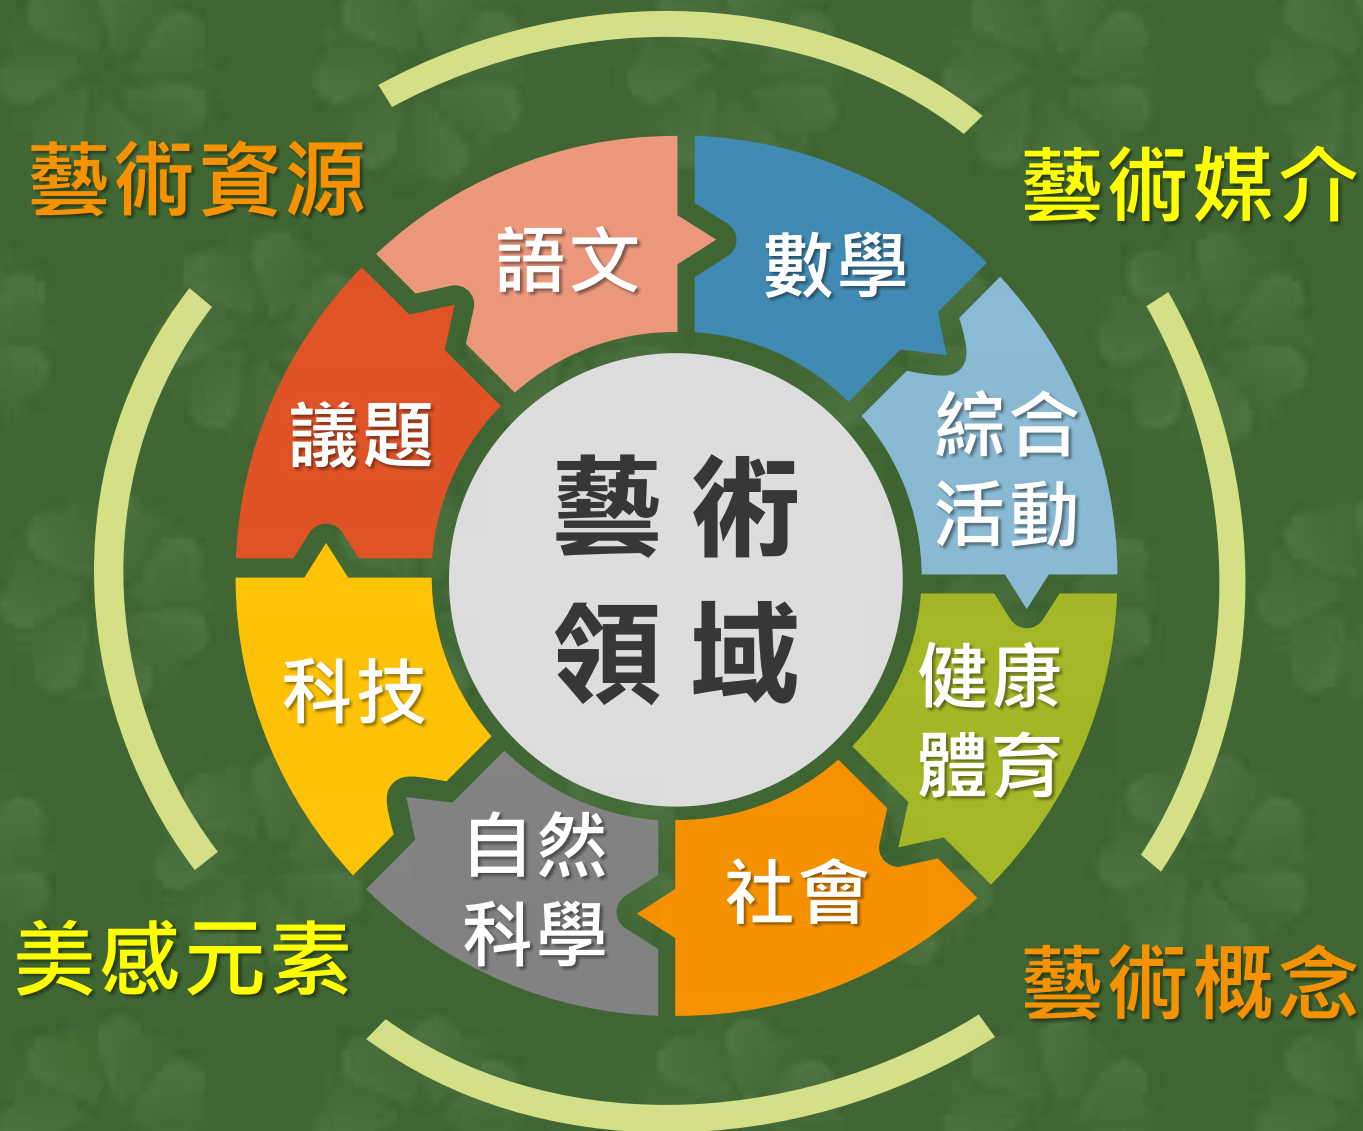 藝術資源
藝術媒介
語文
數學
綜合
活動
健康
體育
社會
自然
科學
科技
議題
藝術
領域
美感元素
藝術概念